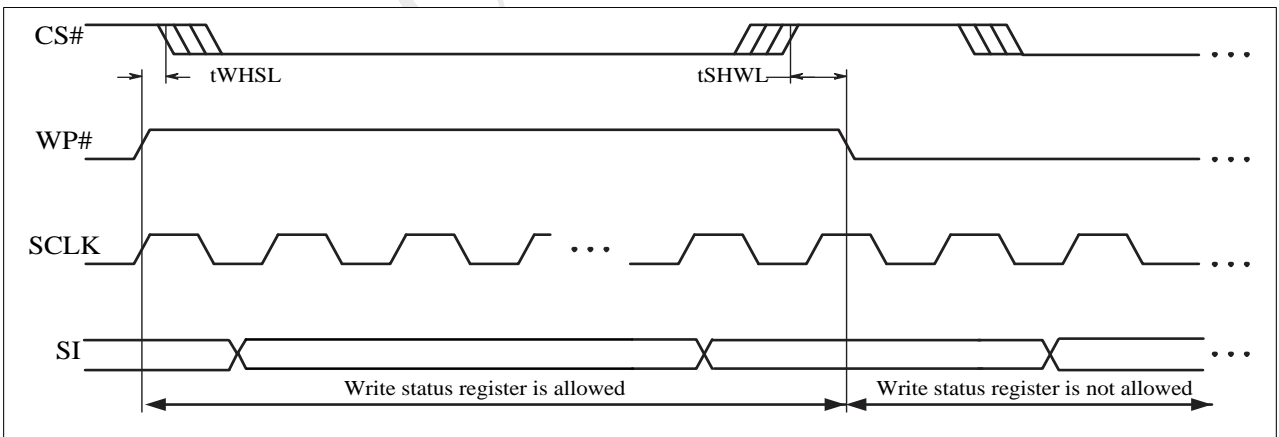 CS#
tWHSL
tSHWL
WP#
SCLK
SI
Write status register is allowed
Write status register is not allowed